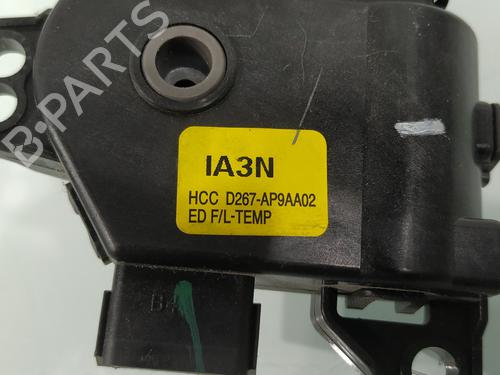 B-PARTS
IA3N
HCC D267-AP9AA02
ED F/L-TEMP